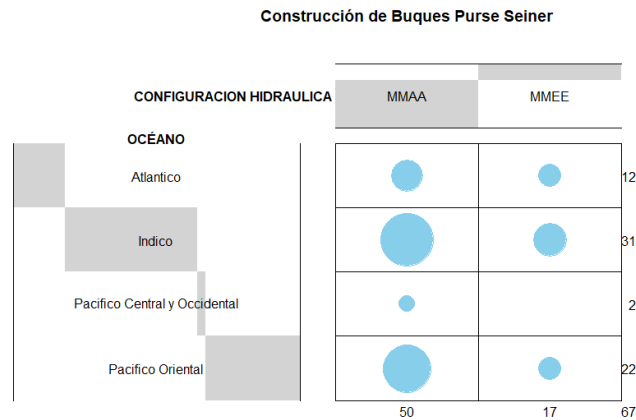 Construcción de Buques Purse Seiner
CONFIGURACION HIDRAULICA MMAA MMEE
OCÉANO
Atlantico 12
Indico 31
Pacifico Central y Occidental 2
Pacifico Oriental 22
50 17 67